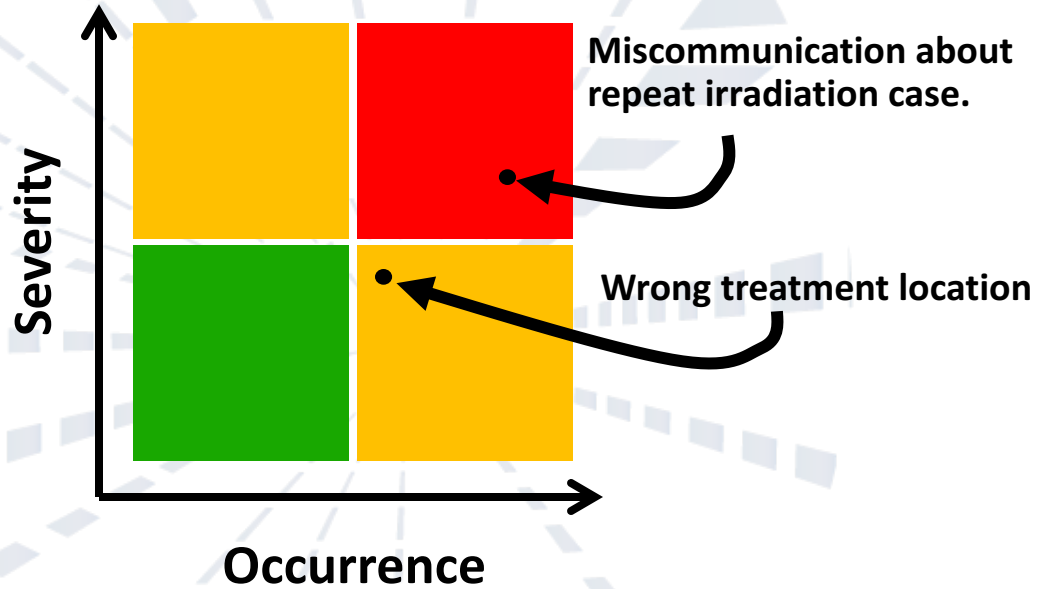 Miscommunication about
repeat irradiation case.
Severity
Wrong treatment location
Occurrence